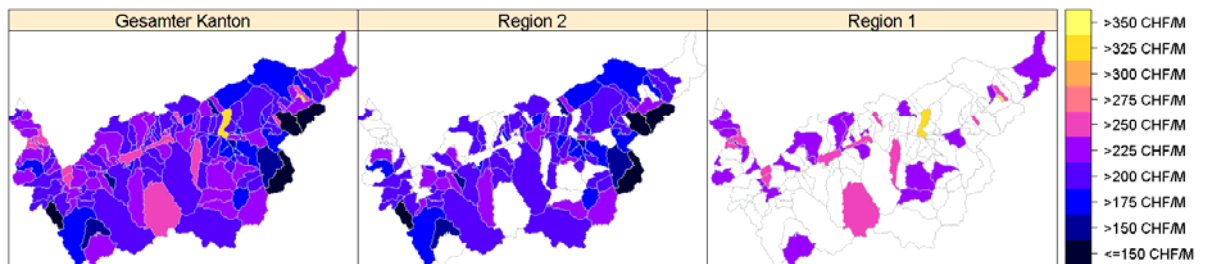 Gesamter Kanton
Region 2
Region 1
>350 CHF/M
>325 CHF/M
>300 CHF/M
>275 CHF/M
>250 CHF/M
>225 CHF/M
>200 CHF/M
>175 CHF/M
>150 CHF/M
<=150 CHF/M